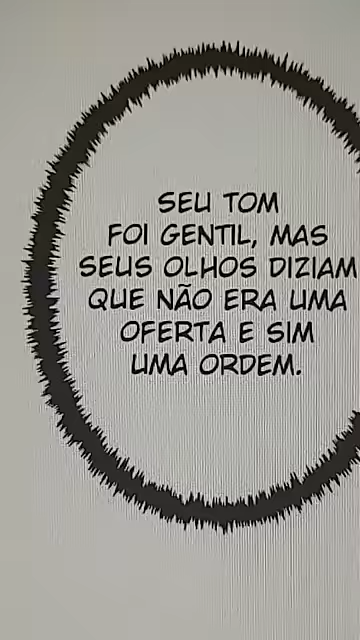 SEU TOM
FOI GENTIL, MAS
SEUS OLHOS DIZIAM
QUE NÃO ERA UMA
OFERTA E SIM
UMA ORDEM.